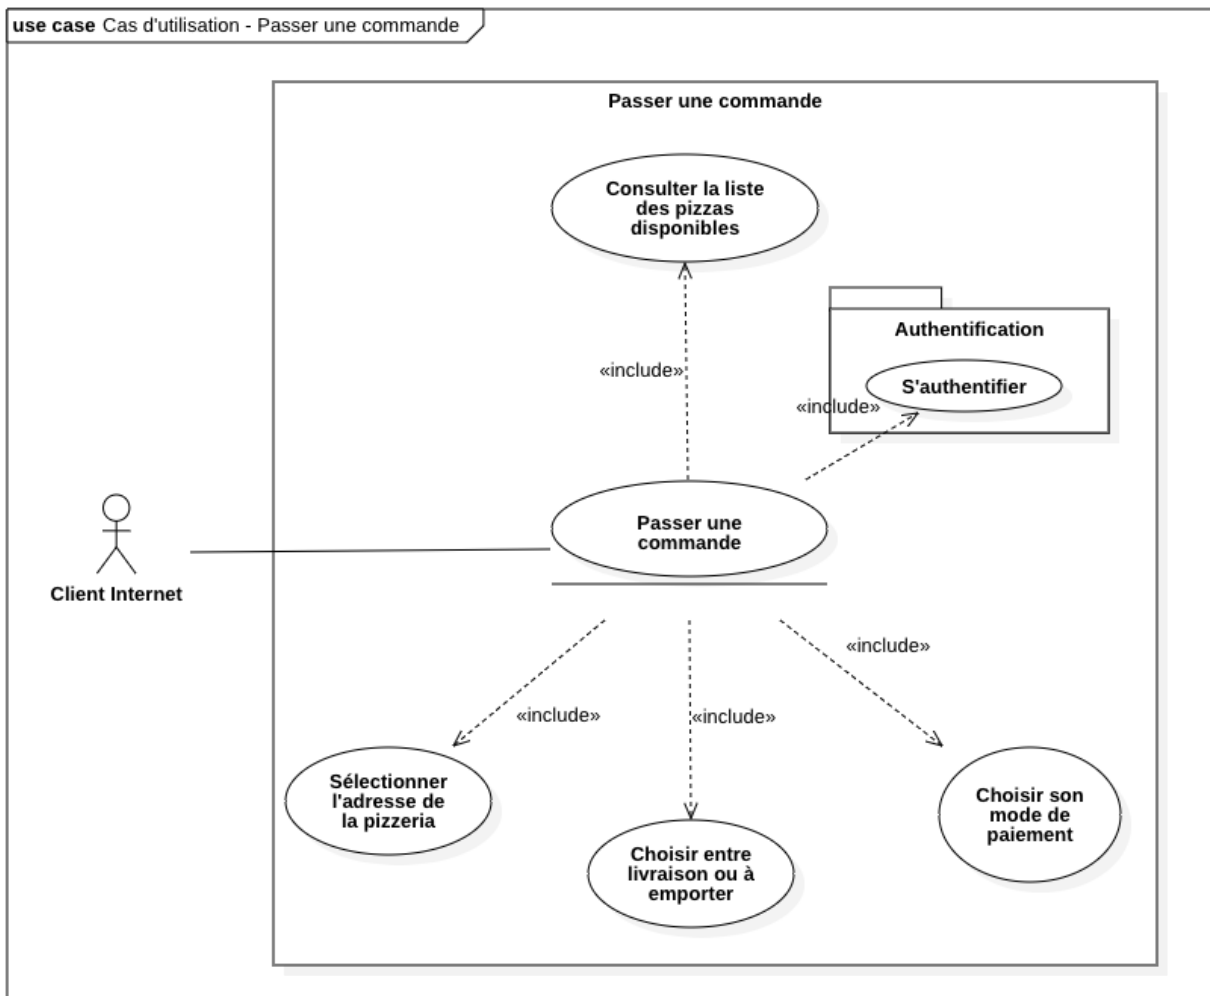 use case Cas d'utilisation - Passer une commande
Passer une commande
Consulter la liste
des pizzas
disponibles
Authentification
«include»
S'authentifier
«include»
Passer une
commande
Client Internet
«include»
«include»
«include»
Sélectionner
l'adresse de
la pizzeria
Choisir son
mode de
paiement
Choisir entre
livraison ou à
emporter